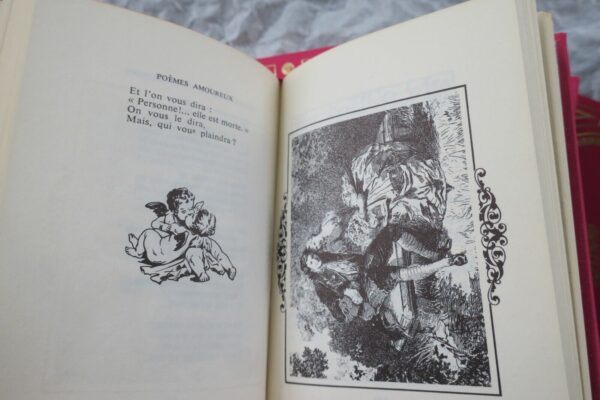 POÈMES AMOUREUX
Et l'on vous dira :
« Personne!... elle est morte. »
On vous le dira,
Mais, qui vous plaindra ?